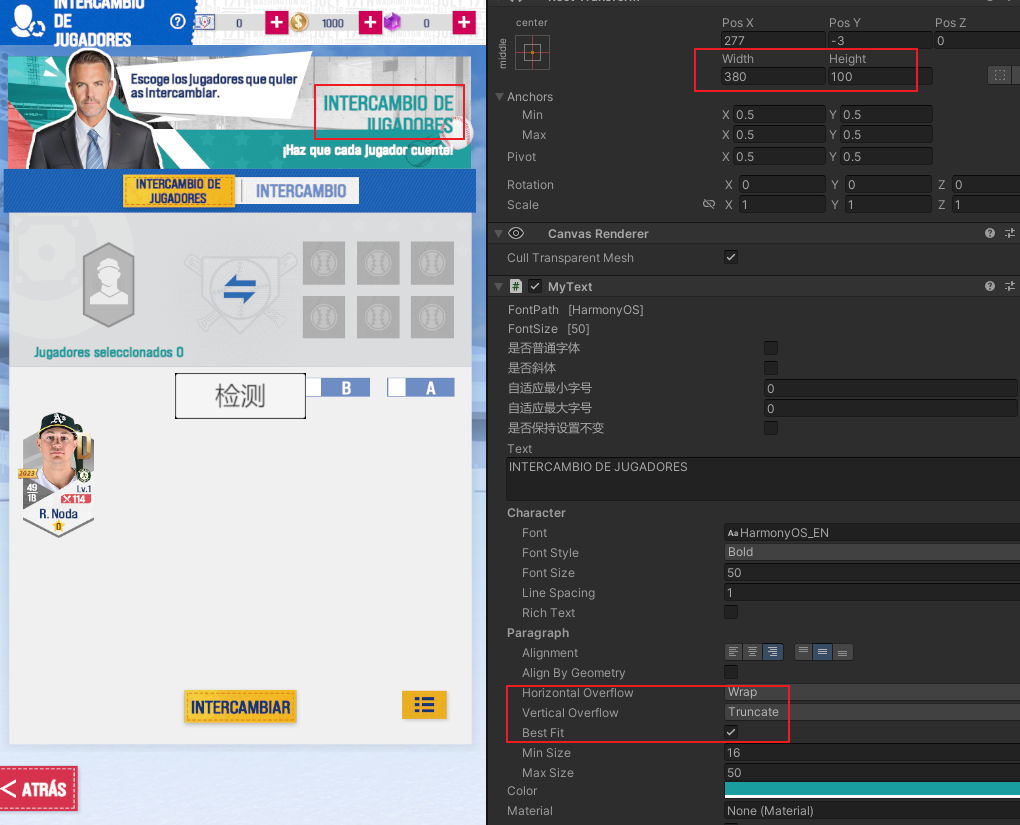 INTERCAMBIO
DE
JUGADORES
?
0
1000
0
Escoge los jugadores que quier
as intercambiar.
INTERCAMBIO DE
JUGADORES
¡Haz que cada jugador cuente!
INTERCAMBIO DE
JUGADORES
INTERCAMBIO
Jugadores seleccionados 0
检测
B
A
2023
49
1B
Lv.1
114
R. Noda
0
INTERCAMBIAR
< ATRÁS
center
middle
Pos X Pos Y Pos Z
277 -3 0
Width Height
380 100
Anchors
Min X 0.5 Y 0.5
Max X 0.5 Y 0.5
Pivot X 0.5 Y 0.5
Rotation X 0 Y 0 Z 0
Scale X 1 Y 1 Z 1
Canvas Renderer
Cull Transparent Mesh
# MyText
FontPath [HarmonyOS]
FontSize [50]
是否普通字体
是否斜体
自适应最小字号 0
自适应最大字号 0
是否保持设置不变
Text
INTERCAMBIO DE JUGADORES
Character
Font Aa HarmonyOS_EN
Font Style Bold
Font Size 50
Line Spacing 1
Rich Text
Paragraph
Alignment
Align By Geometry
Horizontal Overflow Wrap
Vertical Overflow Truncate
Best Fit
Min Size 16
Max Size 50
Color
Material None (Material)